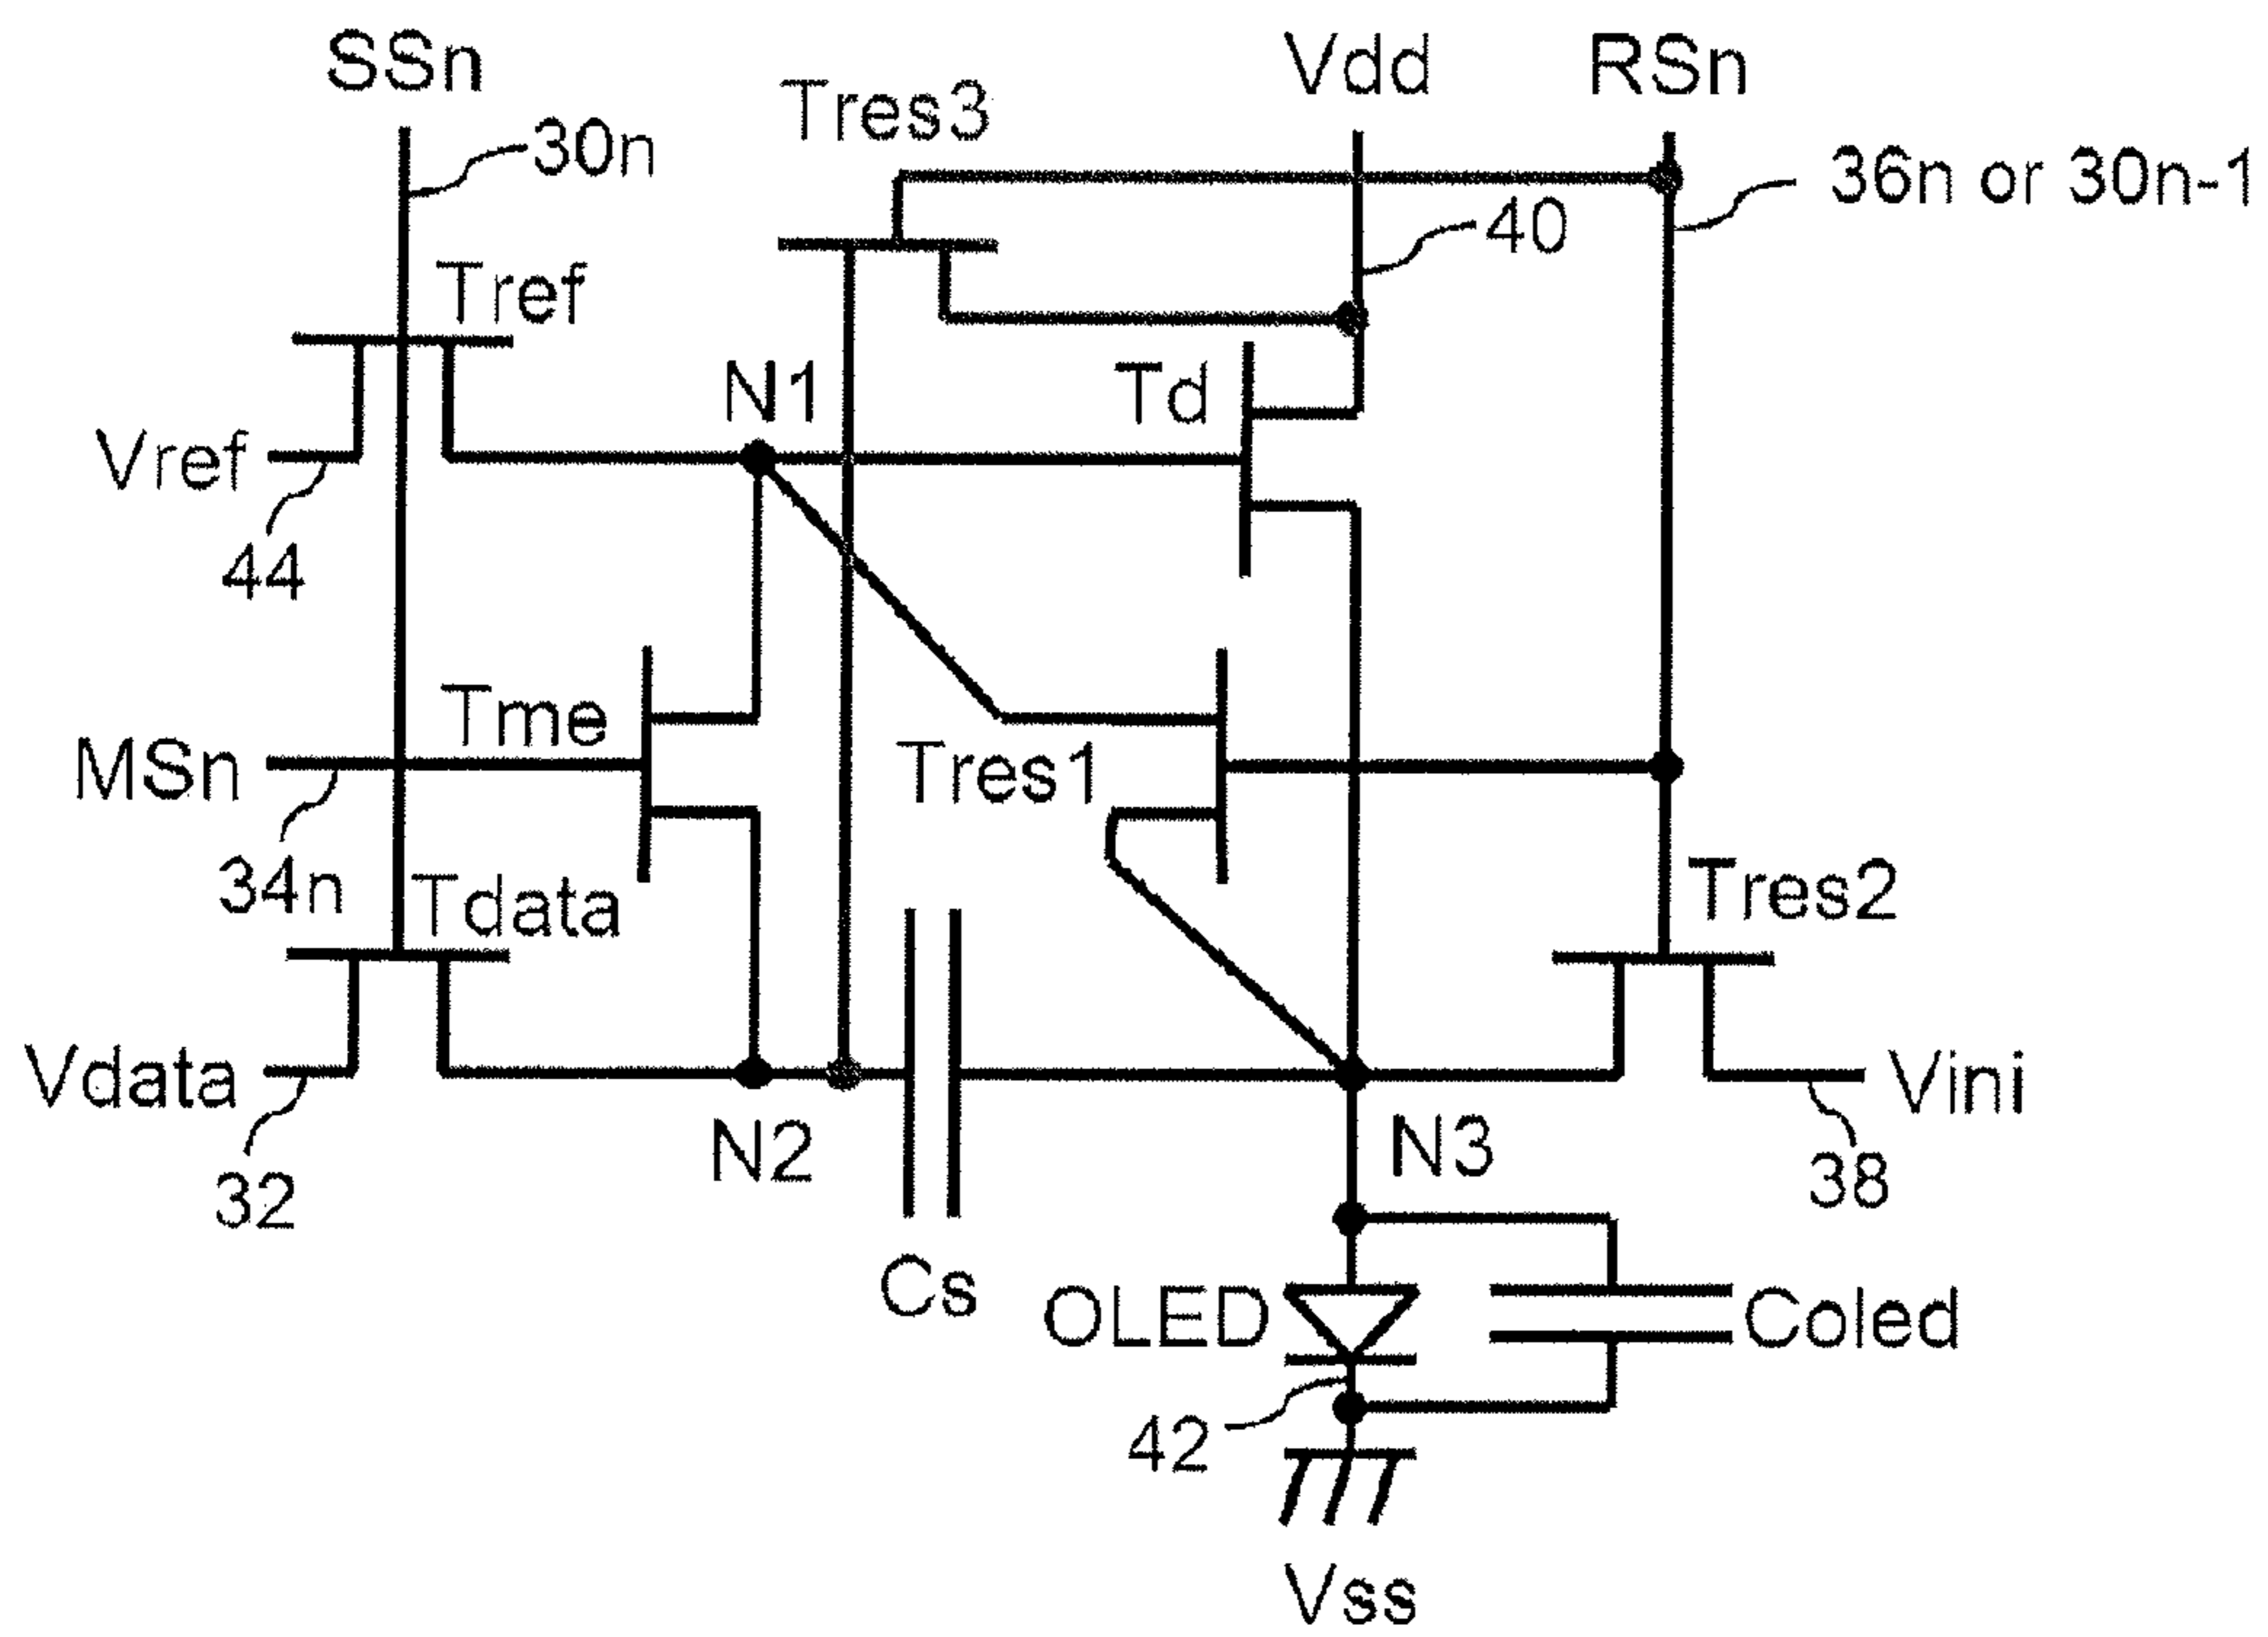 SSn
Vdd
RSn
Tres3
30n
36n or 30n-1
40
Tref
N1
Td
Vref
44
Tme
MSn
Tres1
34n
Tdata
Tres2
Vdata
Vini
N2
N3
32
38
Cs
OLED
Coled
42
Vss